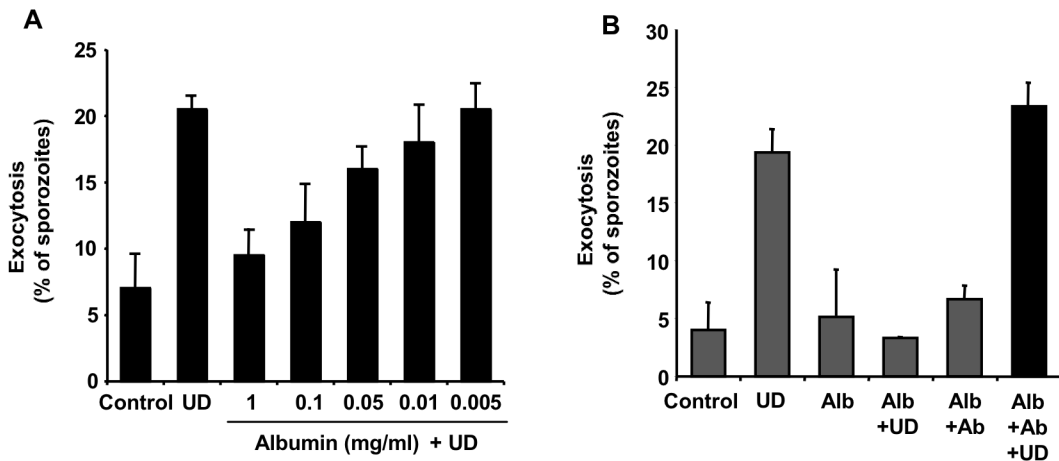 A
Exocytosis
(% of sporozoites)
25
20
15
10
5
0
Control UD 1 0.1 0.05 0.01 0.005
Albumin (mg/ml) + UD
B
Exocytosis
(% of sporozoites)
30
25
20
15
10
5
0
Control UD Alb Alb Alb Alb
+UD +Ab +Ab
+UD